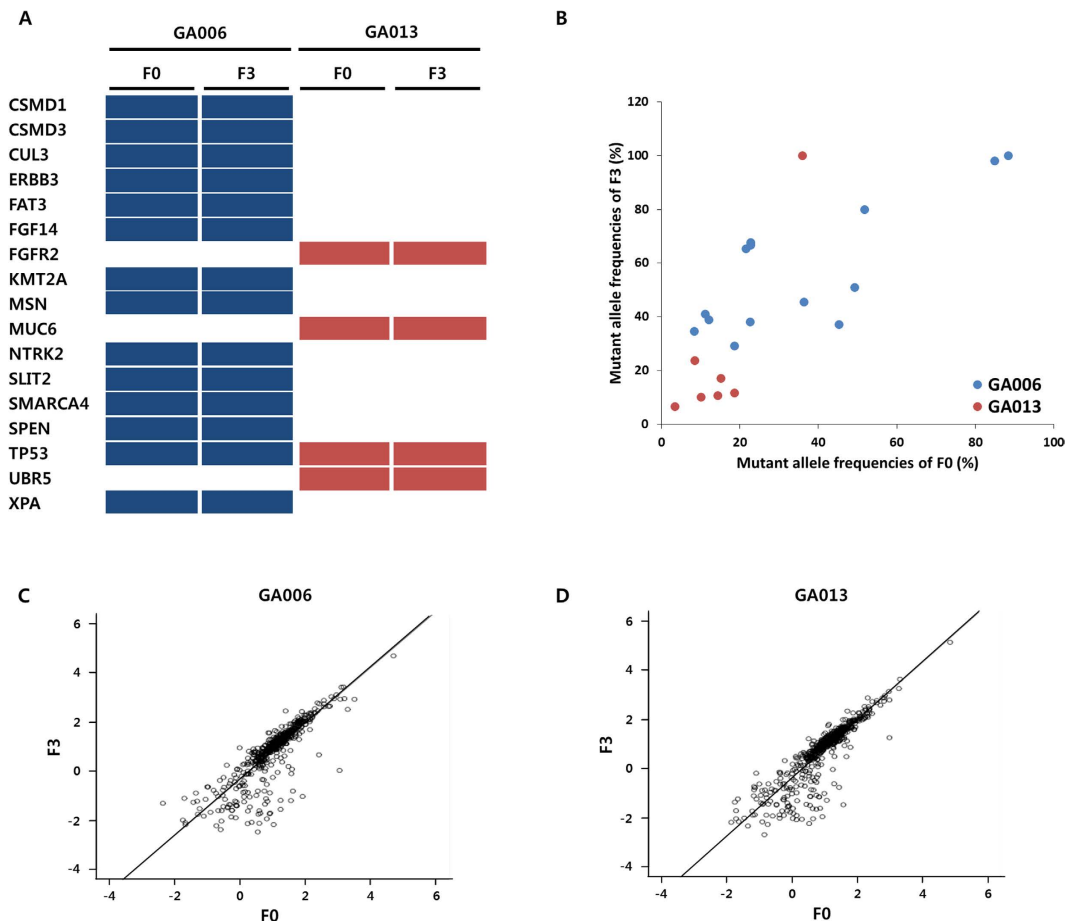 A
GA006 GA013
F0 F3 F0 F3
CSMD1
CSMD3
CUL3
ERBB3
FAT3
FGF14
FGFR2
KMT2A
MSN
MUC6
NTRK2
SLIT2
SMARCA4
SPEN
TP53
UBR5
XPA
B
Mutant allele frequencies of F3 (%)
120
100
80
60
40
20
0
0 20 40 60 80 100
Mutant allele frequencies of F0 (%)
GA006
GA013
C
GA006
F3
6
4
2
0
-2
-4
-4 -2 0 2 4 6
F0
D
GA013
F3
6
4
2
0
-2
-4
-4 -2 0 2 4 6
F0